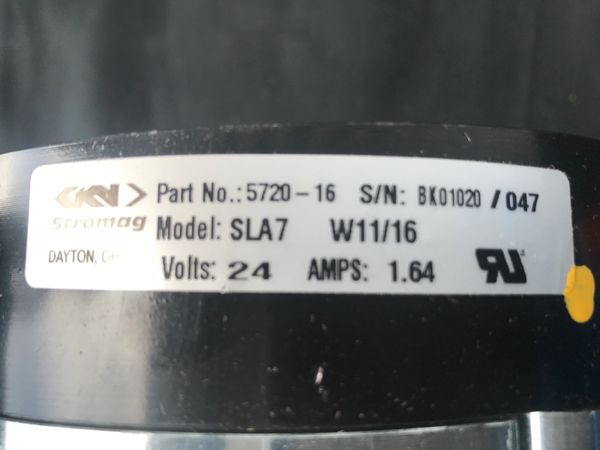 GKN Part No.: 5720-16 S/N: BK01020 / 047
Stromag Model: SLA7 W11/16
DAYTON, OH Volts: 24 AMPS: 1.64 RU